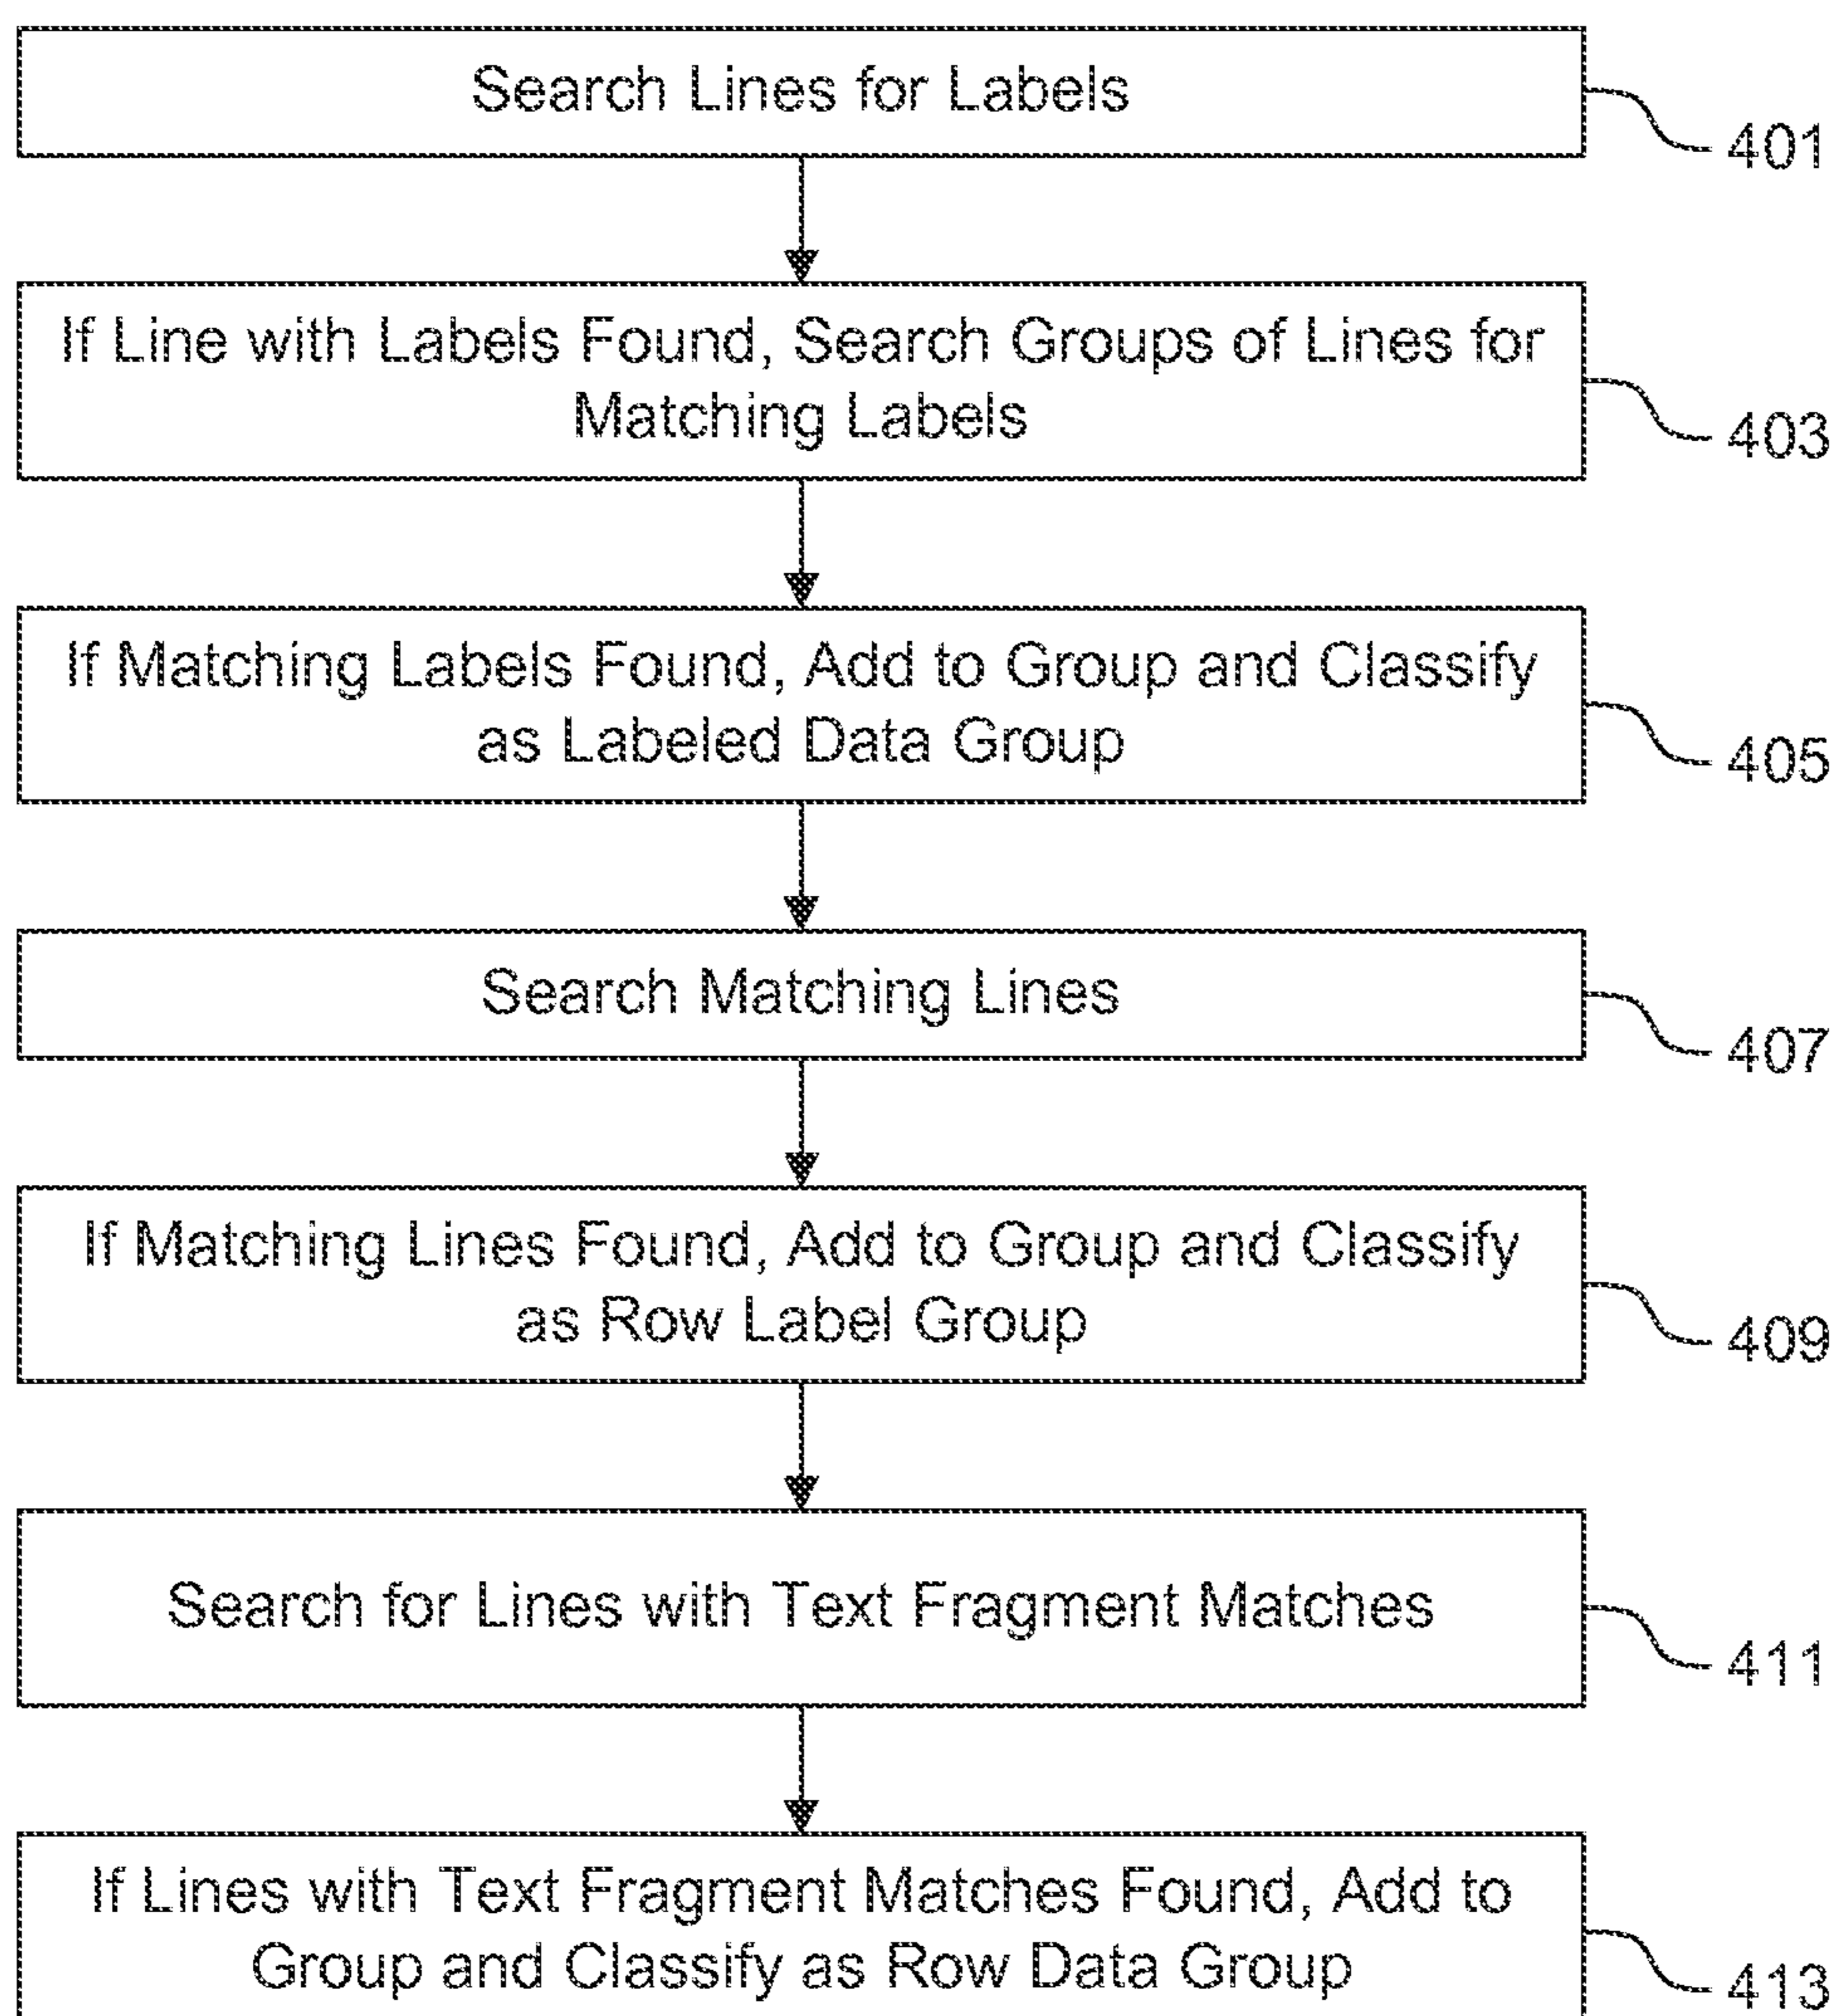 Search Lines for Labels
401
If Line with Labels Found, Search Groups of Lines for
Matching Labels
403
If Matching Labels Found, Add to Group and Classify
as Labeled Data Group
405
Search Matching Lines
407
If Matching Lines Found, Add to Group and Classify
as Row Label Group
409
Search for Lines with Text Fragment Matches
411
If Lines with Text Fragment Matches Found, Add to
Group and Classify as Row Data Group
413